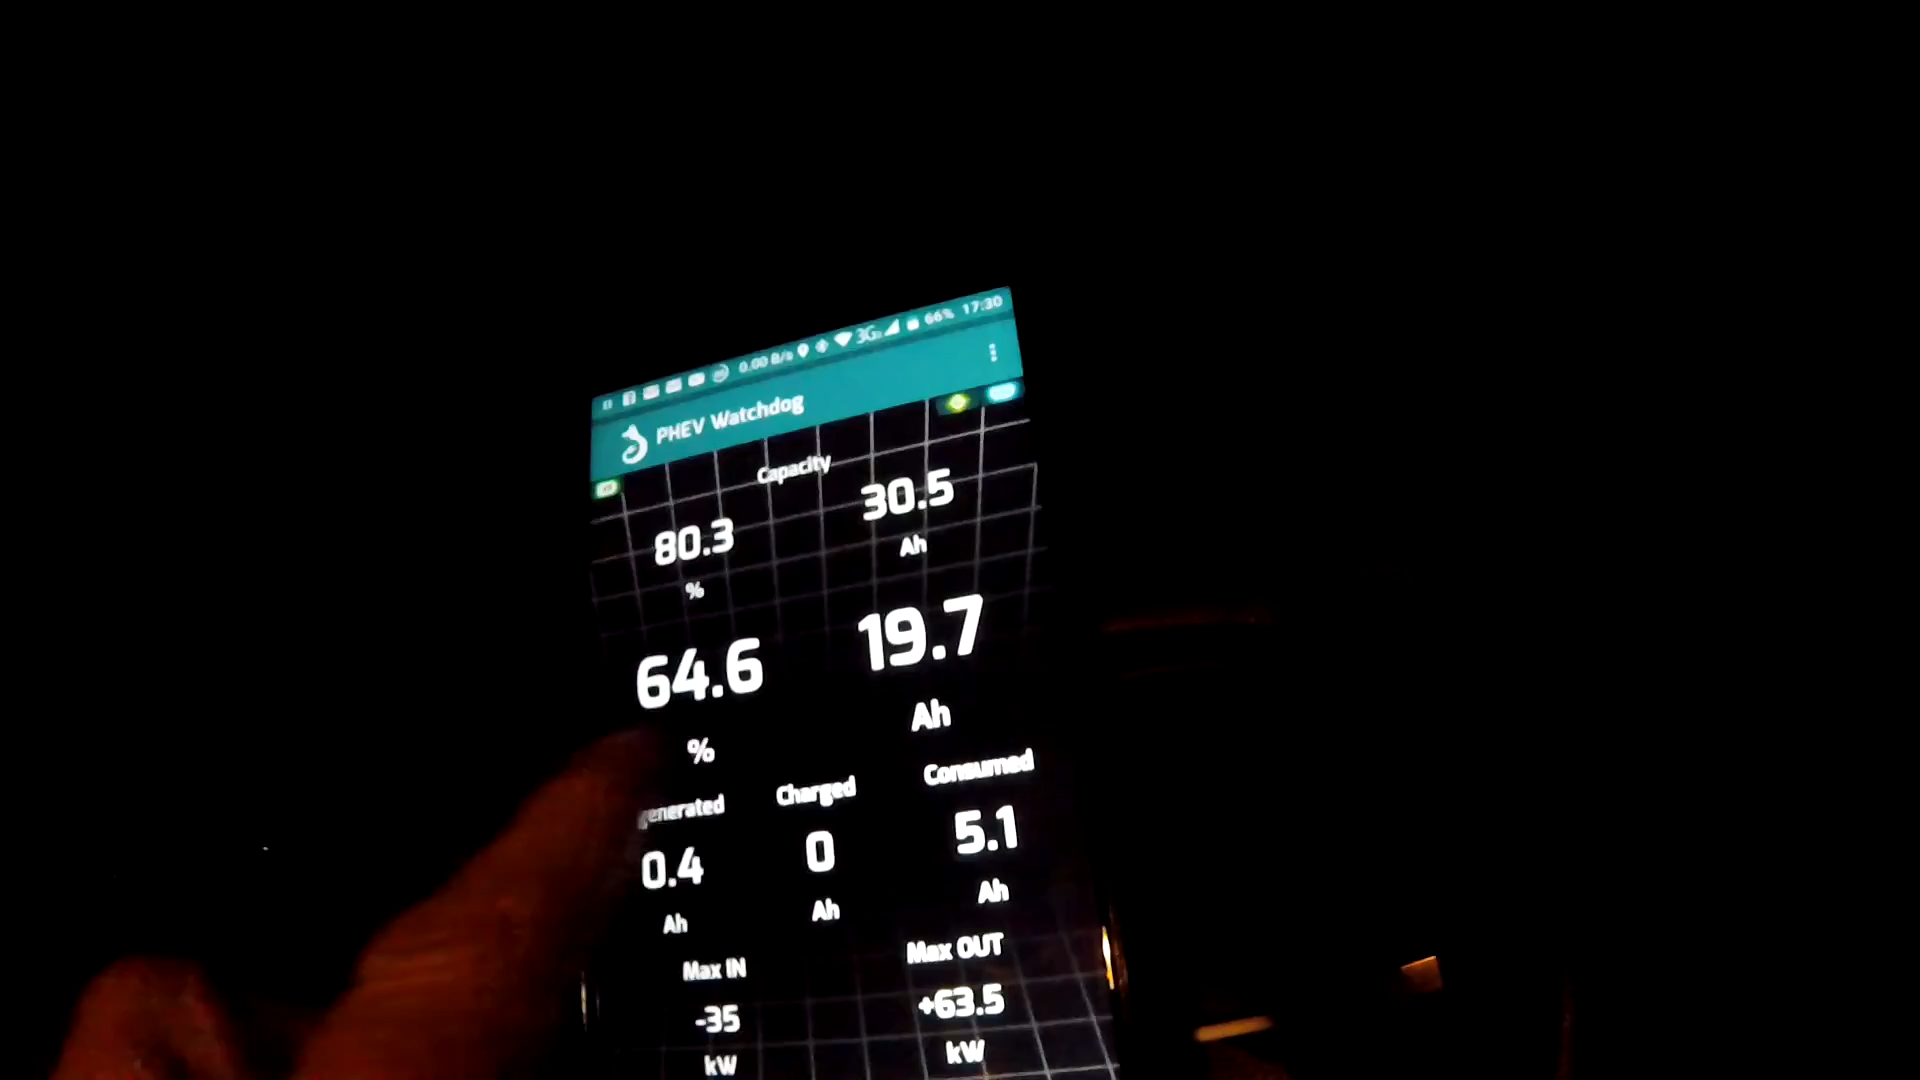 0.00 B/s 3G 66% 17:30
PHEV Watchdog
Capacity
80.3 30.5
% Ah
64.6 19.7
% Ah
generated Charged Consumed
0.4 0 5.1
Ah Ah Ah
Max IN Max OUT
-35 +63.5
kW kW